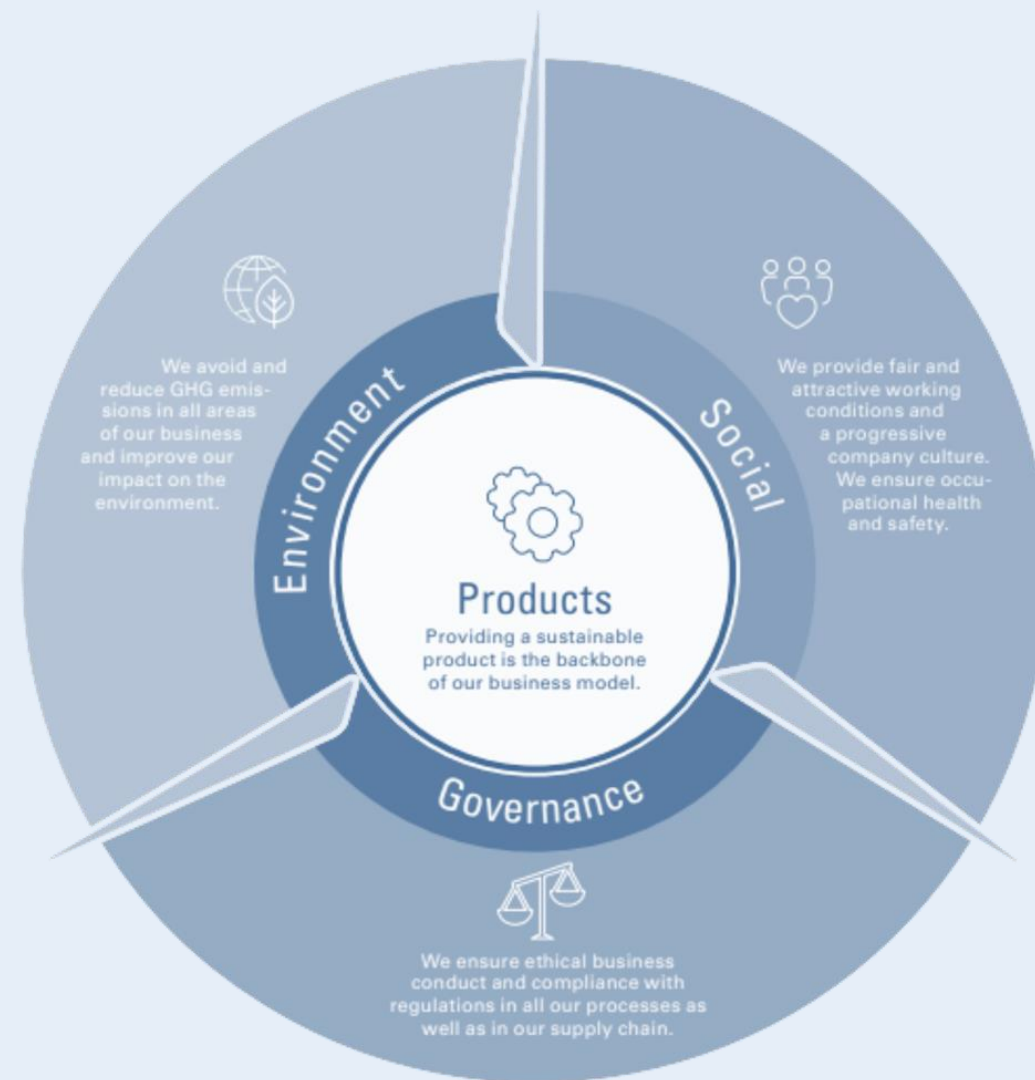 Environment
We avoid and
reduce GHG emis-
sions in all areas
of our business
and improve our
impact on the
environment.
Social
We provide fair and
attractive working
conditions and
a progressive
company culture.
We ensure occu-
pational health
and safety.
Products
Providing a sustainable
product is the backbone
of our business model.
Governance
We ensure ethical business
conduct and compliance with
regulations in all our processes as
well as in our supply chain.